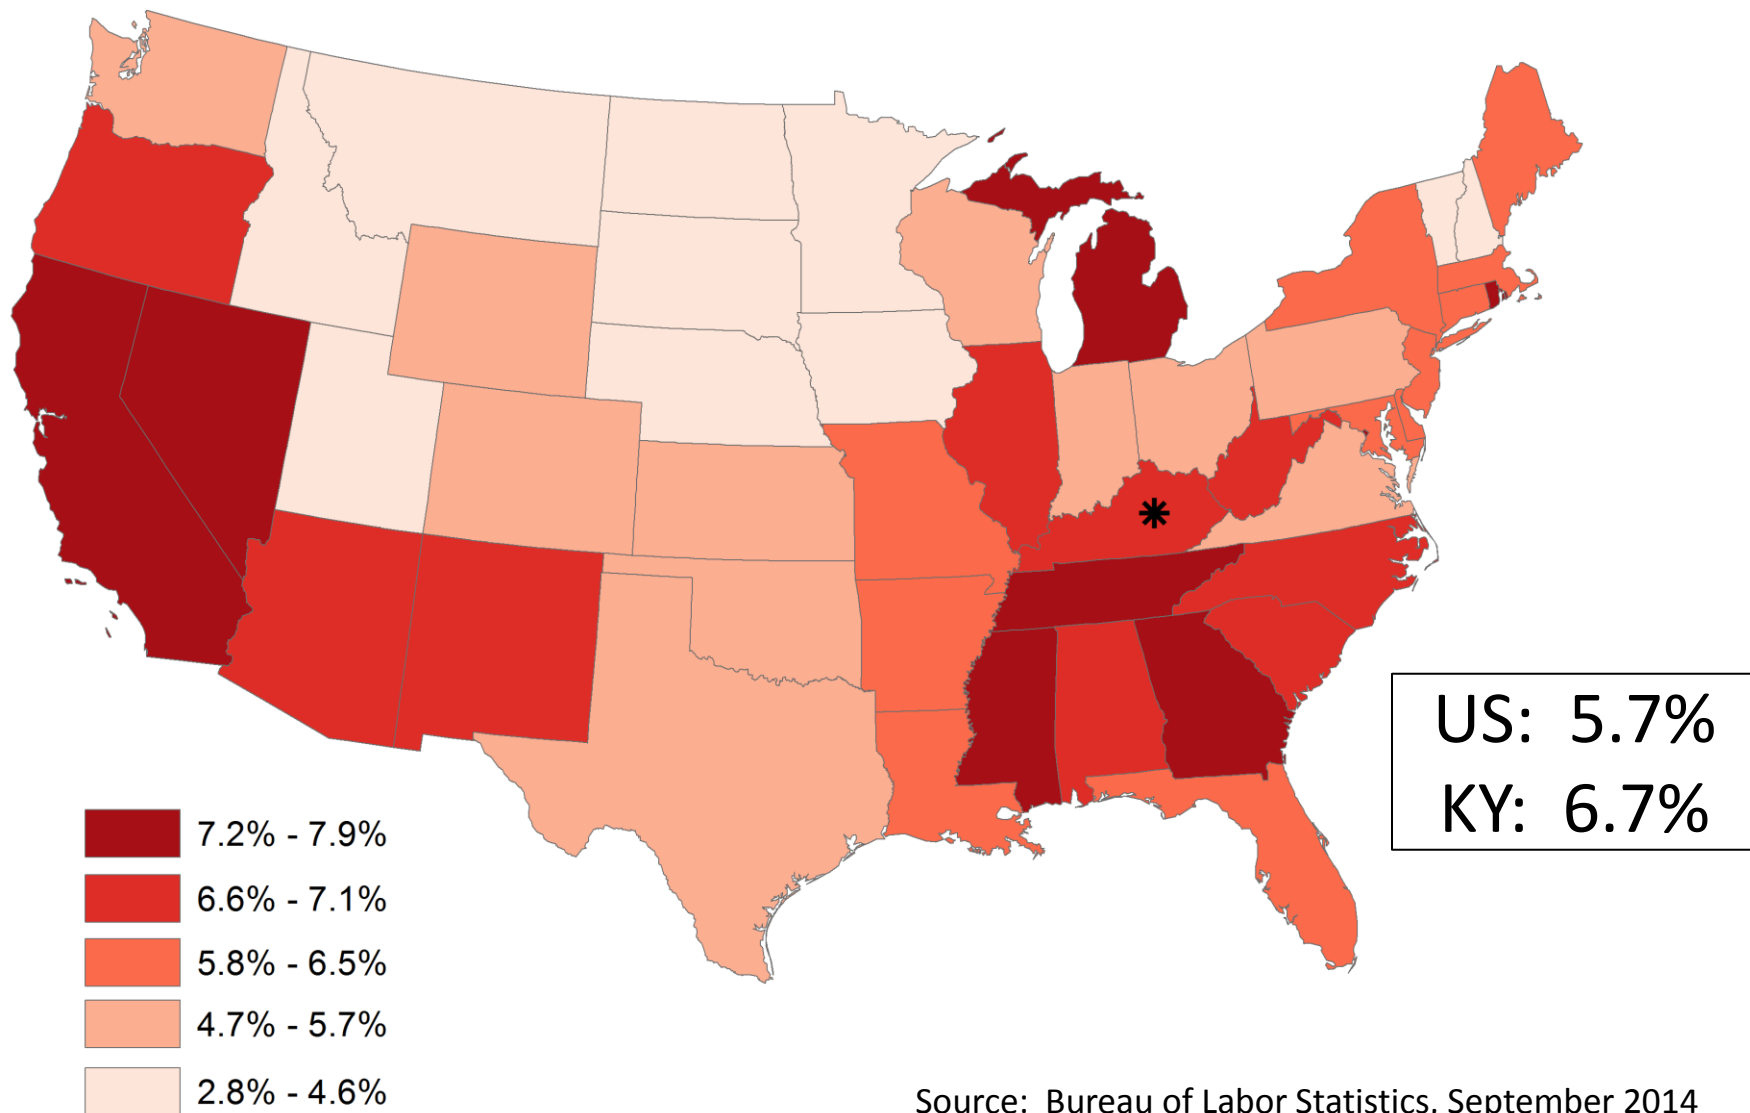 US: 5.7%
KY: 6.7%
7.2% - 7.9%
6.6% - 7.1%
5.8% - 6.5%
4.7% - 5.7%
2.8% - 4.6%
Source: Bureau of Labor Statistics, September 2014